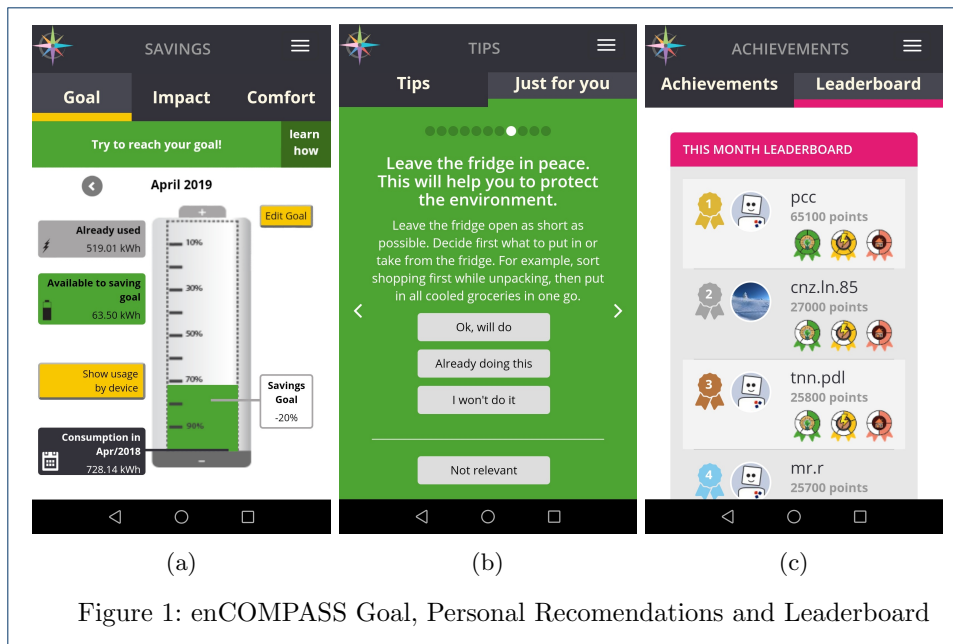 SAVINGS
Goal
Impact
Comfort
Try to reach your goal!
learn
how
April 2019
+
Edit Goal
Already used
519.01 kWh
10%
Available to saving
goal
63.50 kWh
30%
50%
Show usage
by device
70%
Savings
Goal
-20%
90%
Consumption in
Apr/2018
728.14 kWh
-
(a)
TIPS
Tips
Just for you
Leave the fridge in peace.
This will help you to protect
the environment.
Leave the fridge open as short as
possible. Decide first what to put in or
take from the fridge. For example, sort
shopping first while unpacking, then put
in all cooled groceries in one go.
Ok, will do
Already doing this
I won't do it
Not relevant
(b)
ACHIEVEMENTS
Achievements
Leaderboard
THIS MONTH LEADERBOARD
1
pcc
65100 points
2
cnz.ln.85
27000 points
3
tnn.pdl
25800 points
4
mr.r
25700 points
(c)
Figure 1: enCOMPASS Goal, Personal Recomendations and Leaderboard